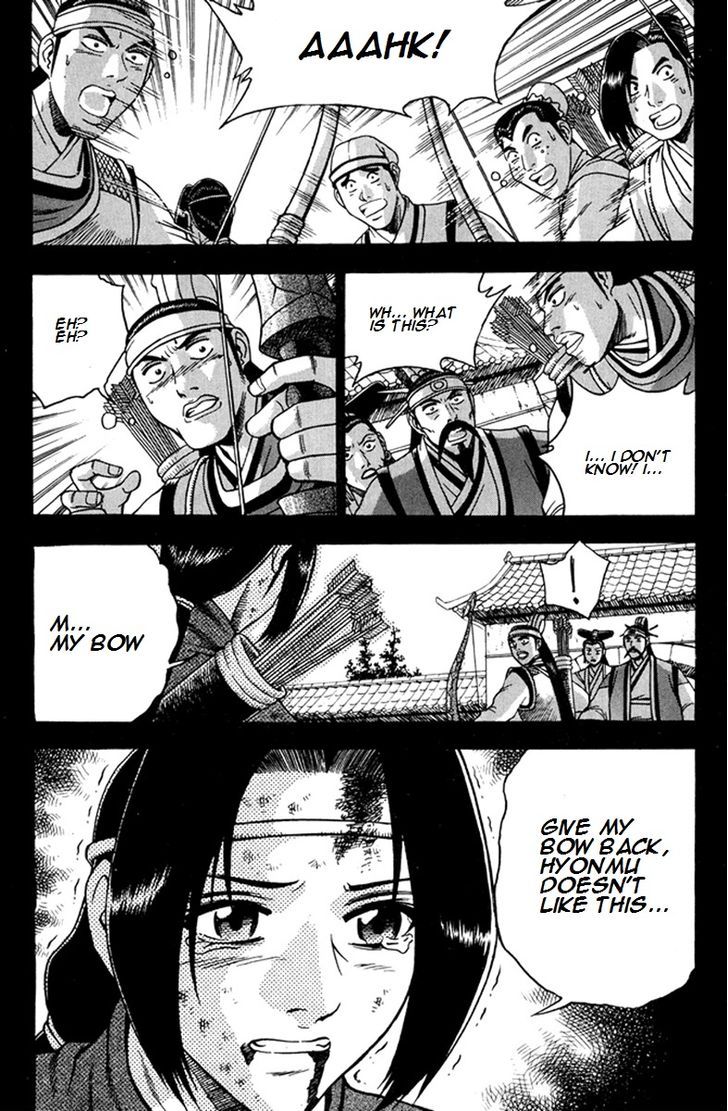 AAAHK!
EH?
EH?
WH... WHAT
IS THIS?
I... I DON'T
KNOW! I...
M...
MY BOW
!
GIVE MY
BOW BACK,
HYONMU
DOESN'T
LIKE THIS...